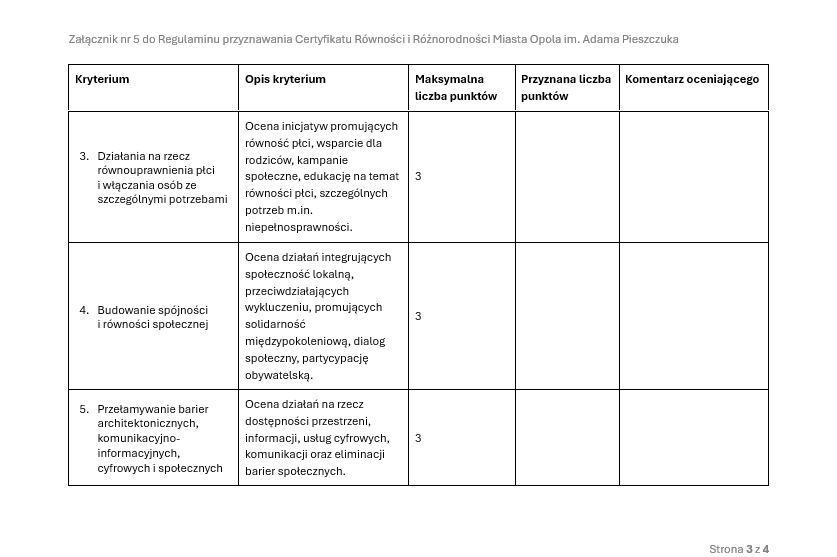 Załącznik nr 5 do Regulaminu przyznawania Certyfikatu Równości i Różnorodności Miasta Opola im. Adama Pieszczuka
Kryterium
Opis kryterium
Maksymalna
liczba punktów
Przyznana liczba
punktów
Komentarz oceniającego
3. Działania na rzecz
równouprawnienia płci
i włączania osób ze
szczególnymi potrzebami
Ocena inicjatyw promujących
równość płci, wsparcie dla
rodziców, kampanie
społeczne, edukację na temat
równości płci, szczególnych
potrzeb m.in.
niepełnosprawności.
3
4. Budowanie spójności
i równości społecznej
Ocena działań integrujących
społeczność lokalną,
przeciwdziałających
wykluczeniu, promujących
solidarność
międzypokoleniową, dialog
społeczny, partycypację
obywatelską.
3
5. Przełamywanie barier
architektonicznych,
komunikacyjno-
informacyjnych,
cyfrowych i społecznych
Ocena działań na rzecz
dostępności przestrzeni,
informacji, usług cyfrowych,
komunikacji oraz eliminacji
barier społecznych.
3
Strona 3 z 4